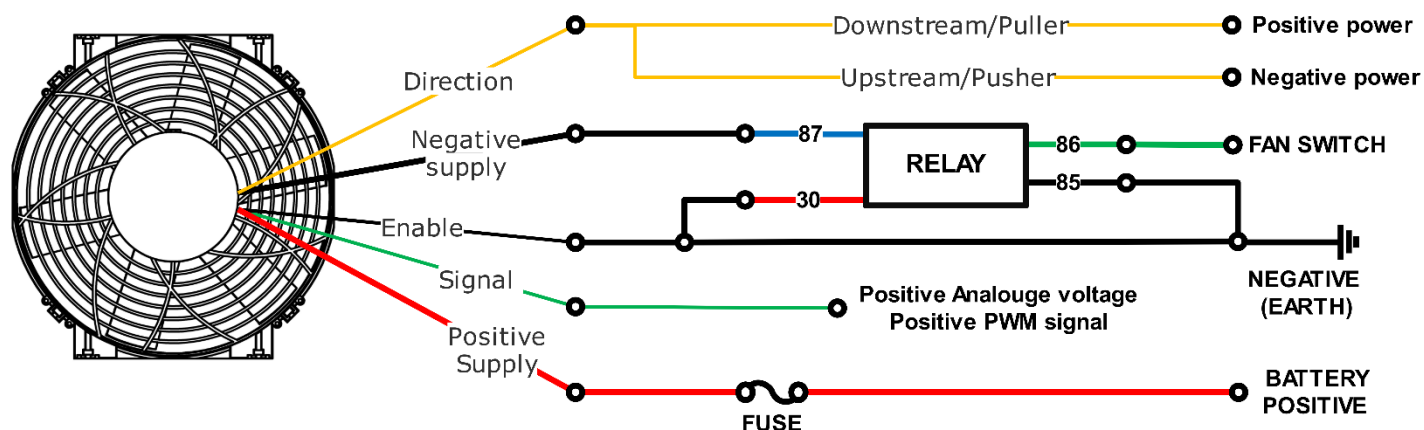 Direction
Downstream/Puller
Positive power
Upstream/Pusher
Negative power
Negative
supply
87
RELAY
86
FAN SWITCH
85
30
Enable
NEGATIVE
(EARTH)
Signal
Positive Analouge voltage
Positive PWM signal
Positive
Supply
FUSE
BATTERY
POSITIVE